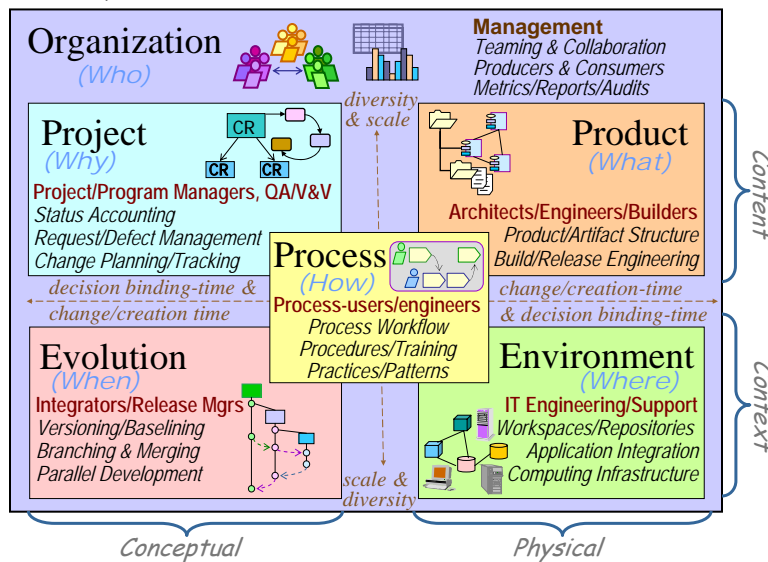 Organization
(Who)
Management
Teaming & Collaboration
Producers & Consumers
Metrics/Reports/Audits
diversity
& scale
Project
(Why)
CR
CR
CR
Project/Program Managers, QA/V&V
Status Accounting
Request/Defect Management
Change Planning/Tracking
Product
(What)
Architects/Engineers/Builders
Product/Artifact Structure
Build/Release Engineering
Content
Process
(How)
Process-users/engineers
Process Workflow
Procedures/Training
Practices/Patterns
decision binding-time &
change/creation time
change/creation-time
& decision binding-time
Evolution
(When)
Integrators/Release Mgrs
Versioning/Baselining
Branching & Merging
Parallel Development
Environment
(Where)
IT Engineering/Support
Workspaces/Repositories
Application Integration
Computing Infrastructure
Context
scale &
diversity
Conceptual
Physical